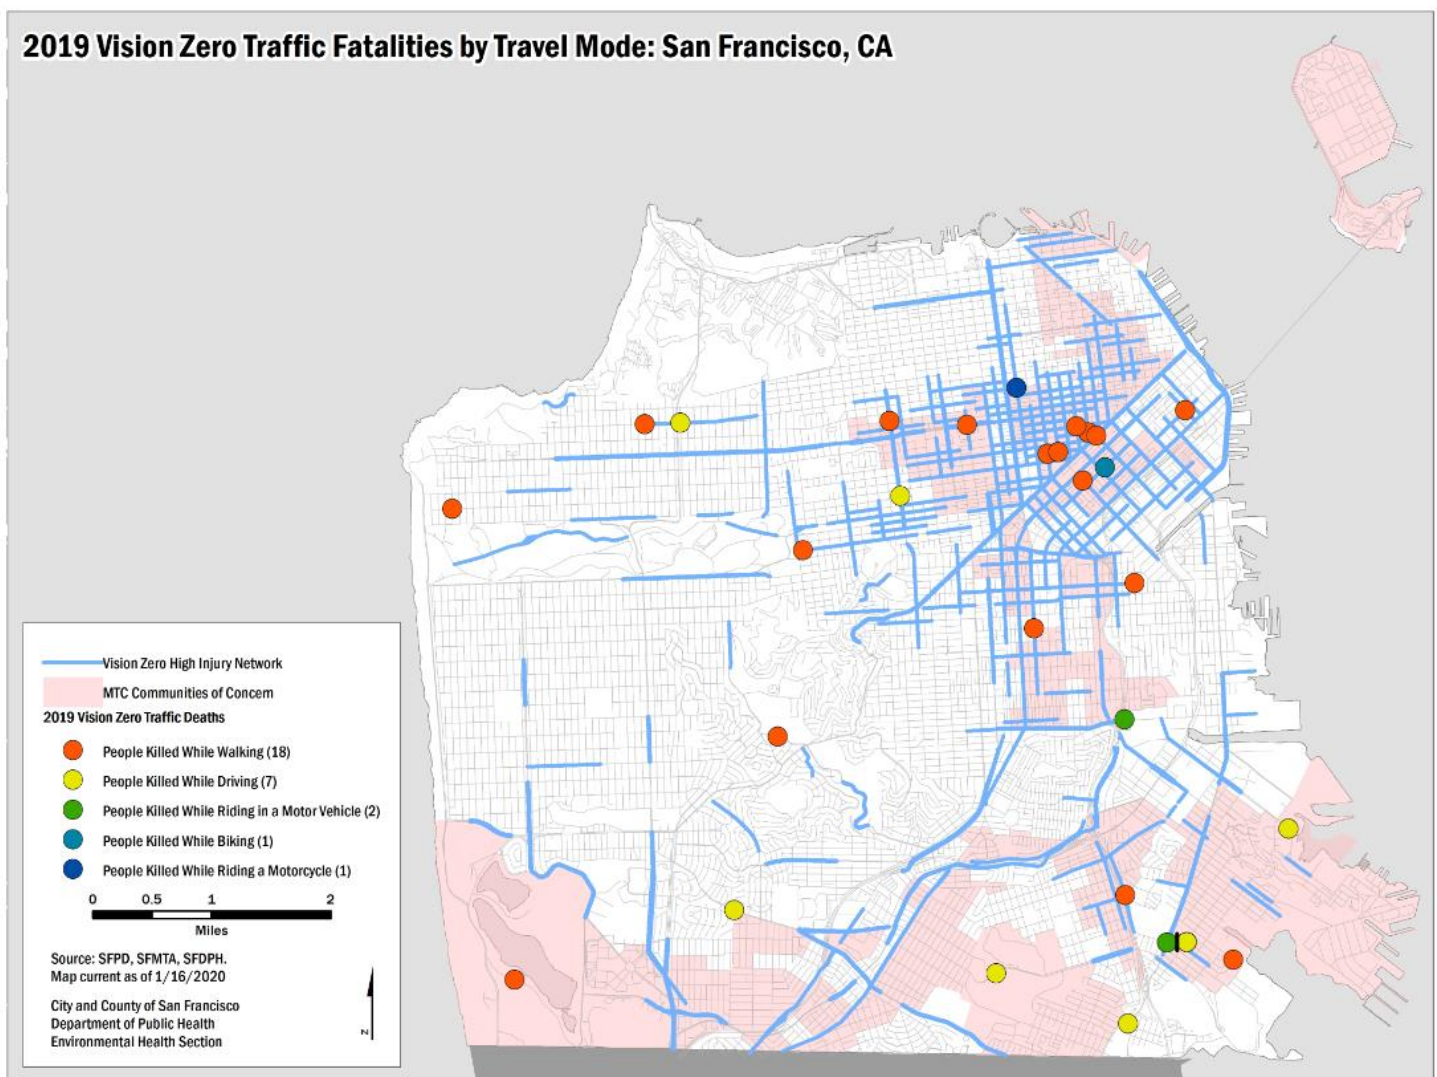 2019 Vision Zero Traffic Fatalities by Travel Mode: San Francisco, CA
Vision Zero High Injury Network
MTC Communities of Concern
2019 Vision Zero Traffic Deaths
People Killed While Walking (18)
People Killed While Driving (7)
People Killed While Riding in a Motor Vehicle (2)
People Killed While Biking (1)
People Killed While Riding a Motorcycle (1)
0 0.5 1 2
Miles
Source: SFPD, SFMTA, SFDPH.
Map current as of 1/16/2020
City and County of San Francisco
Department of Public Health
Environmental Health Section
N